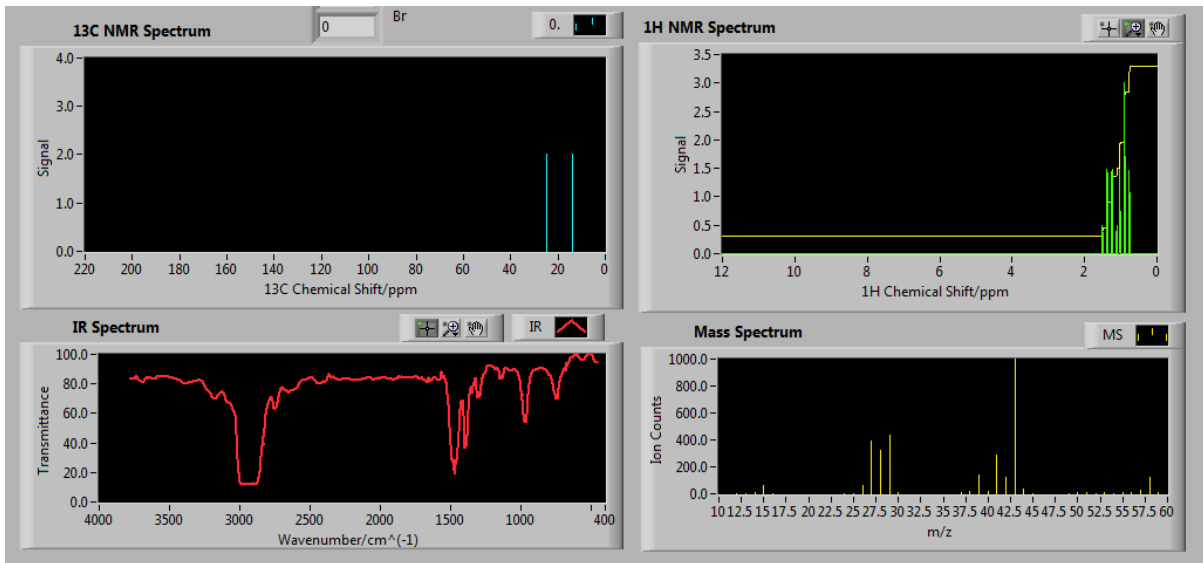 0
Br
13C NMR Spectrum
0.
4.0
3.0
2.0
1.0
0.0
Signal
220 200 180 160 140 120 100 80 60 40 20 0
13C Chemical Shift/ppm
1H NMR Spectrum
3.5
3.0
2.5
2.0
1.5
1.0
0.5
0.0
Signal
12 10 8 6 4 2 0
1H Chemical Shift/ppm
IR Spectrum
IR
100.0
80.0
60.0
40.0
20.0
0.0
Transmittance
4000 3000 2000 1000 400
Wavenumber/cm^(-1)
Mass Spectrum
MS
1000.0
800.0
600.0
400.0
200.0
0.0
Ion Counts
10 12.5 15 17.5 20 22.5 25 27.5 30 32.5 35 37.5 40 42.5 45 47.5 50 52.5 55 57.5 60
m/z